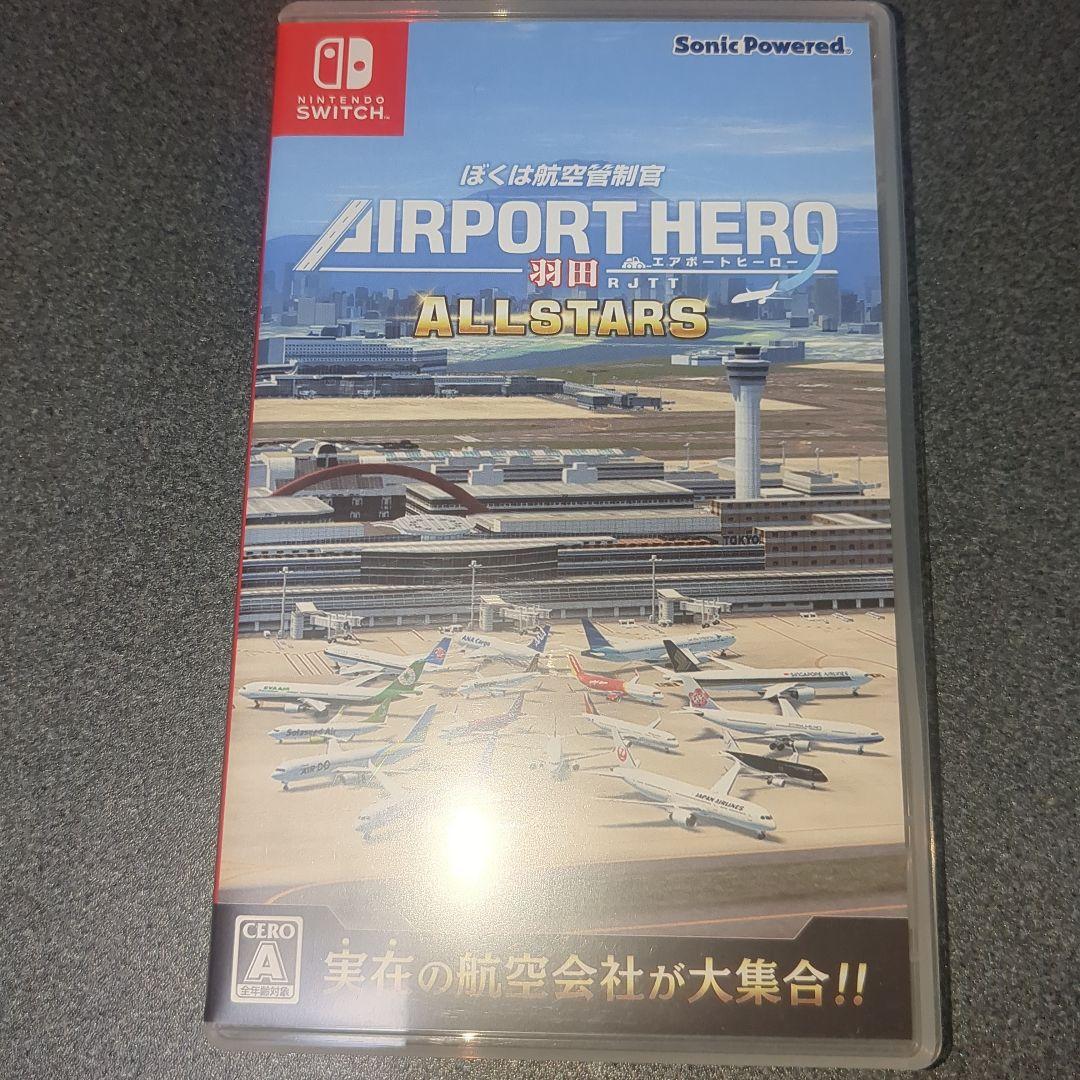 NINTENDO
SWITCH
Sonic Powered
ぼくは航空管制官
AIRPORT HERO
エアポートヒーロー
羽田
RJTT
ALLSTARS
TOKYO
ANA Cargo
SINGAPORE AIRLINES
EVA AIR
Solaseed Air
AIR DO
JAPAN AIRLINES
CERO
A
全年齢対象
実在の航空会社が大集合!!